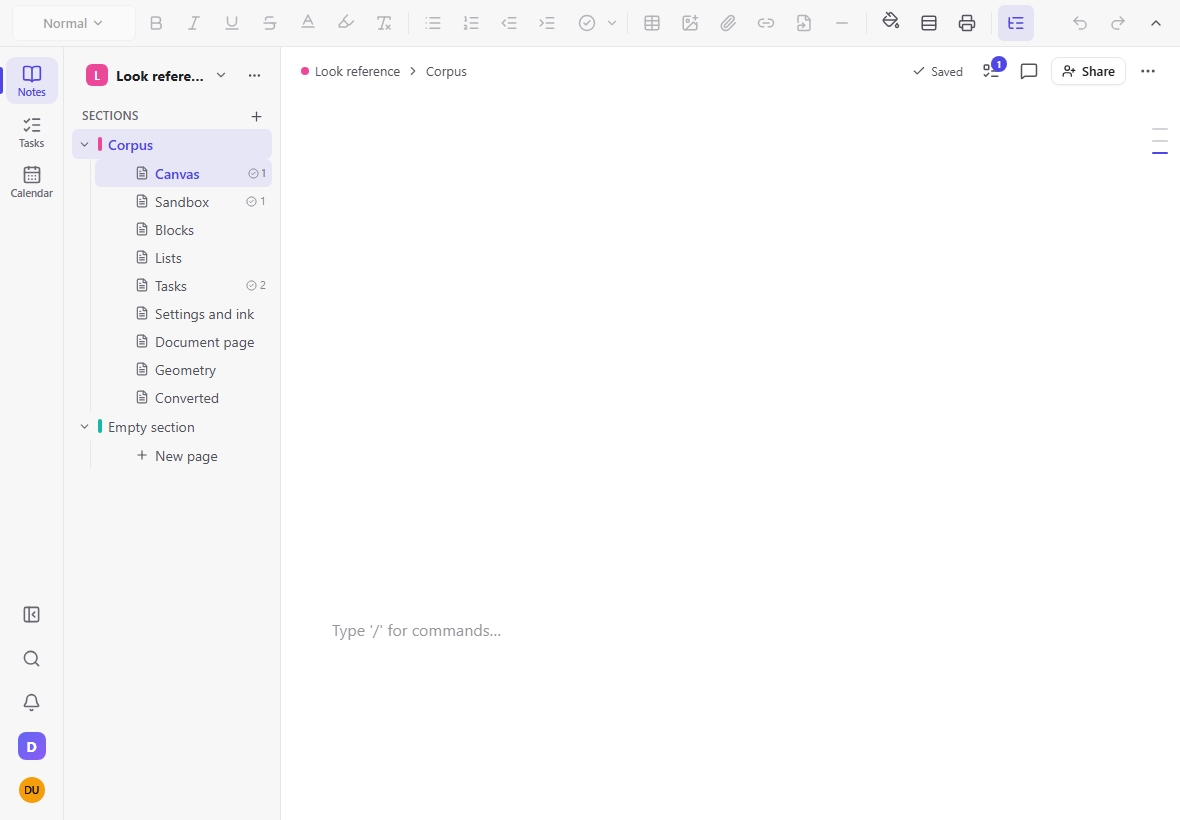 Normal
Notes
Tasks
Calendar
D
DU
L Look refere...
SECTIONS
Corpus
Canvas 1
Sandbox 1
Blocks
Lists
Tasks 2
Settings and ink
Document page
Geometry
Converted
Empty section
New page
Look reference > Corpus
Saved
1
Share
Type '/' for commands...